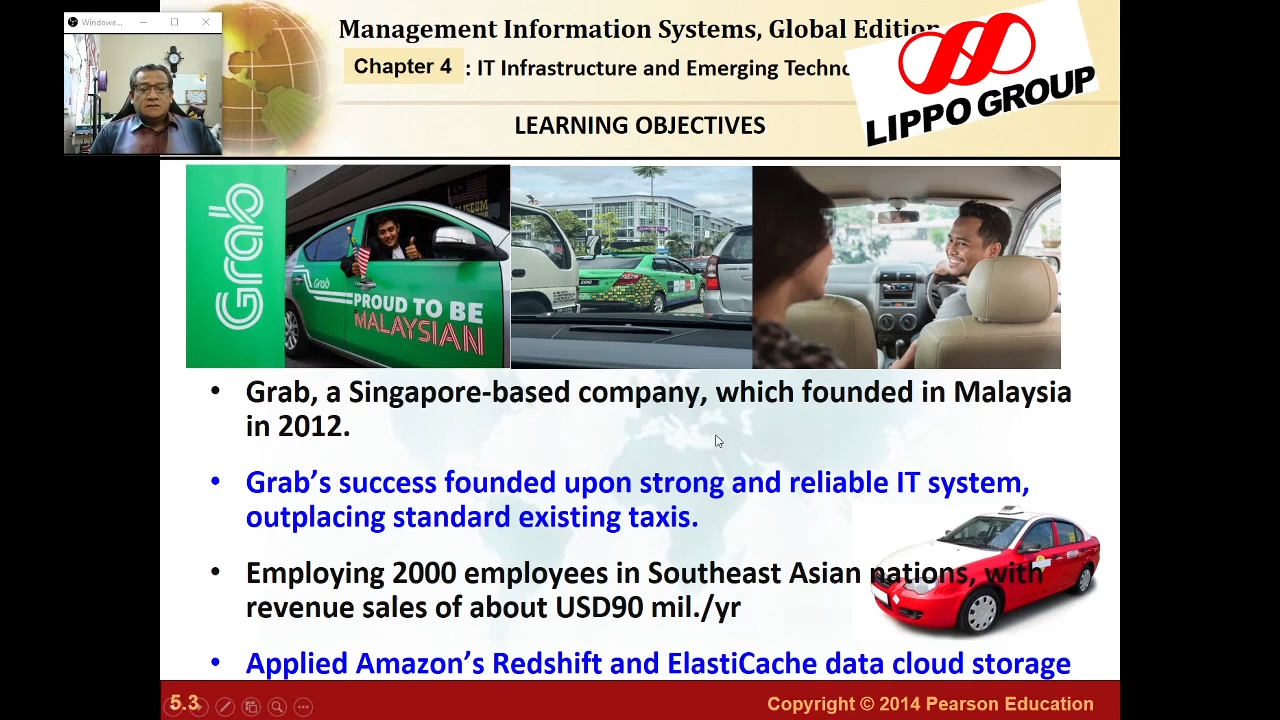 Windowe...
Management Information Systems, Global Edition
Chapter 4 : IT Infrastructure and Emerging Techno
LIPPO GROUP
LEARNING OBJECTIVES
Grab
Grab
PROUD TO BE
MALAYSIAN
• Grab, a Singapore-based company, which founded in Malaysia
in 2012.
• Grab’s success founded upon strong and reliable IT system,
outplacing standard existing taxis.
• Employing 2000 employees in Southeast Asian nations, with
revenue sales of about USD90 mil./yr
• Applied Amazon’s Redshift and ElastiCache data cloud storage
5.3
Copyright © 2014 Pearson Education